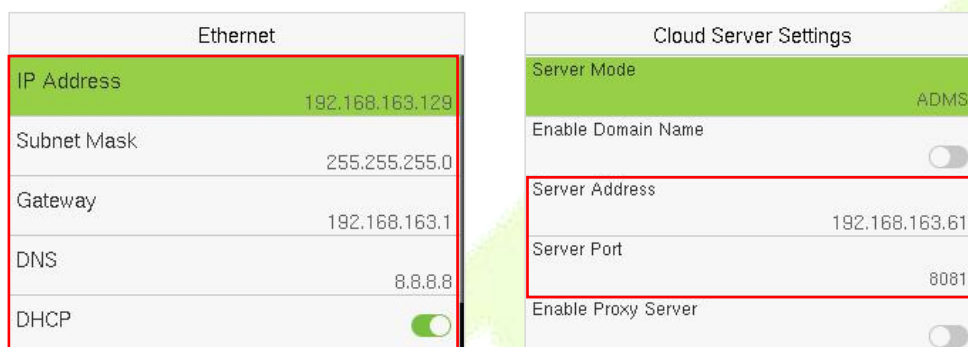 Ethernet
IP Address
192.168.163.129
Subnet Mask
255.255.255.0
Gateway
192.168.163.1
DNS
8.8.8.8
DHCP
Cloud Server Settings
Server Mode
ADMS
Enable Domain Name
Server Address
192.168.163.61
Server Port
8081
Enable Proxy Server